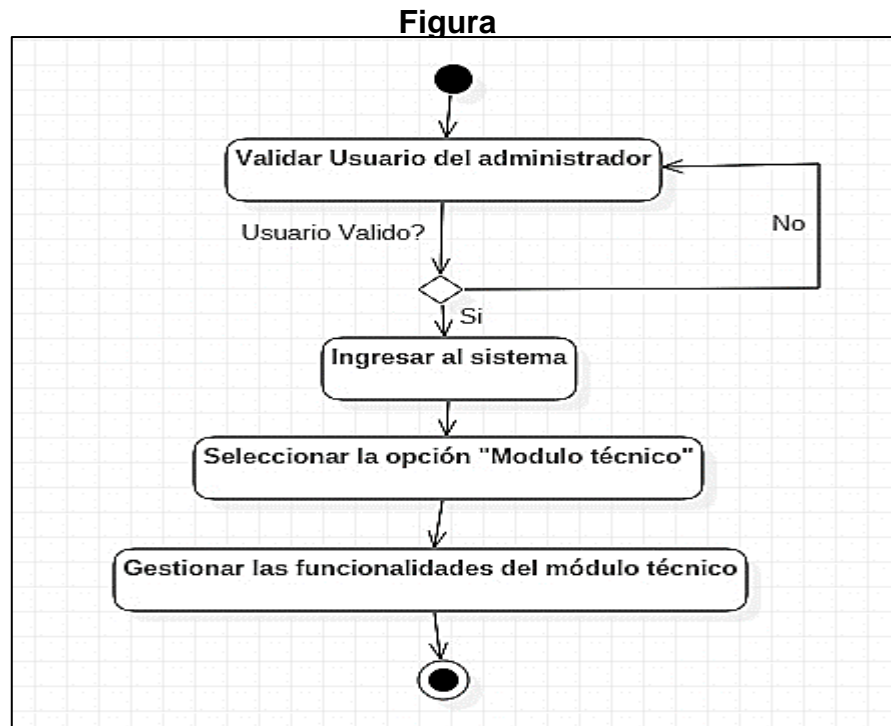 Figura
Validar Usuario del administrador
Usuario Valido?
No
Si
Ingresar al sistema
Seleccionar la opción "Modulo técnico"
Gestionar las funcionalidades del módulo técnico